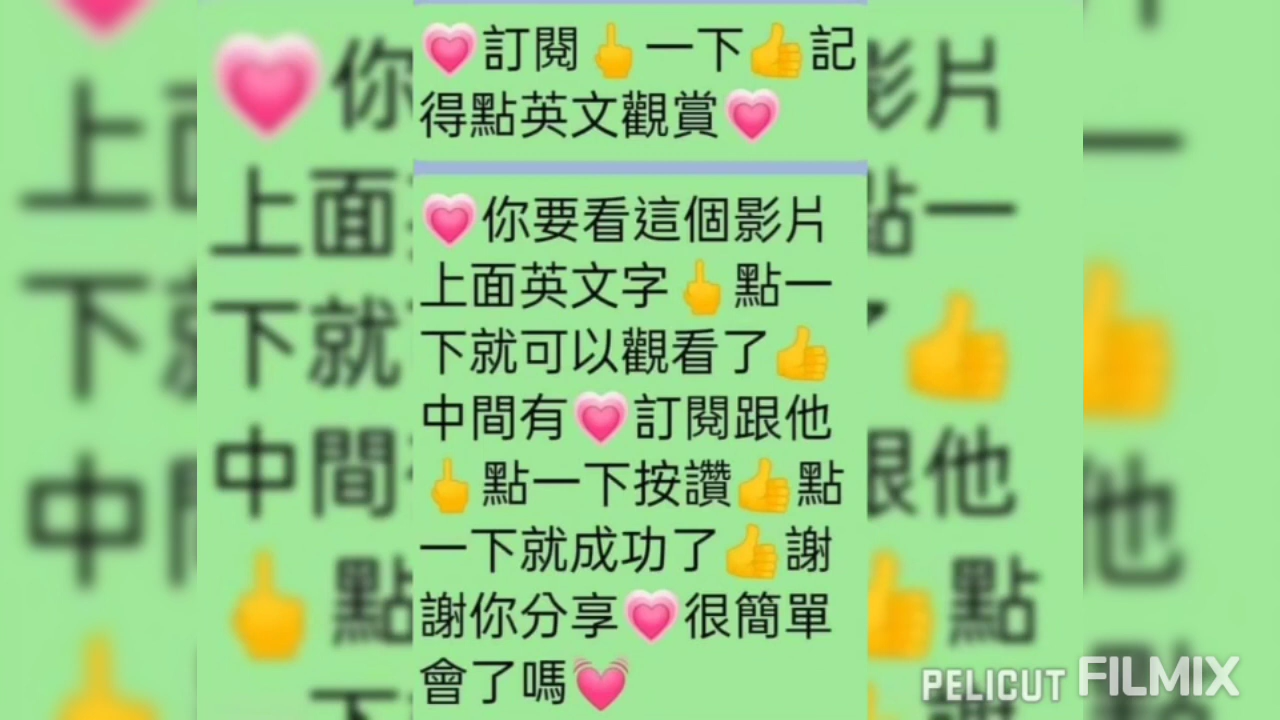 💗訂閱🖕一下👍記
得點英文觀賞💗
💗你要看這個影片
上面英文字🖕點一
下就可以觀看了👍
中間有💗訂閱跟他
🖕點一下按讚👍點
一下就成功了👍謝
謝你分享💗很簡單
會了嗎💓
PELICUT FILMIX